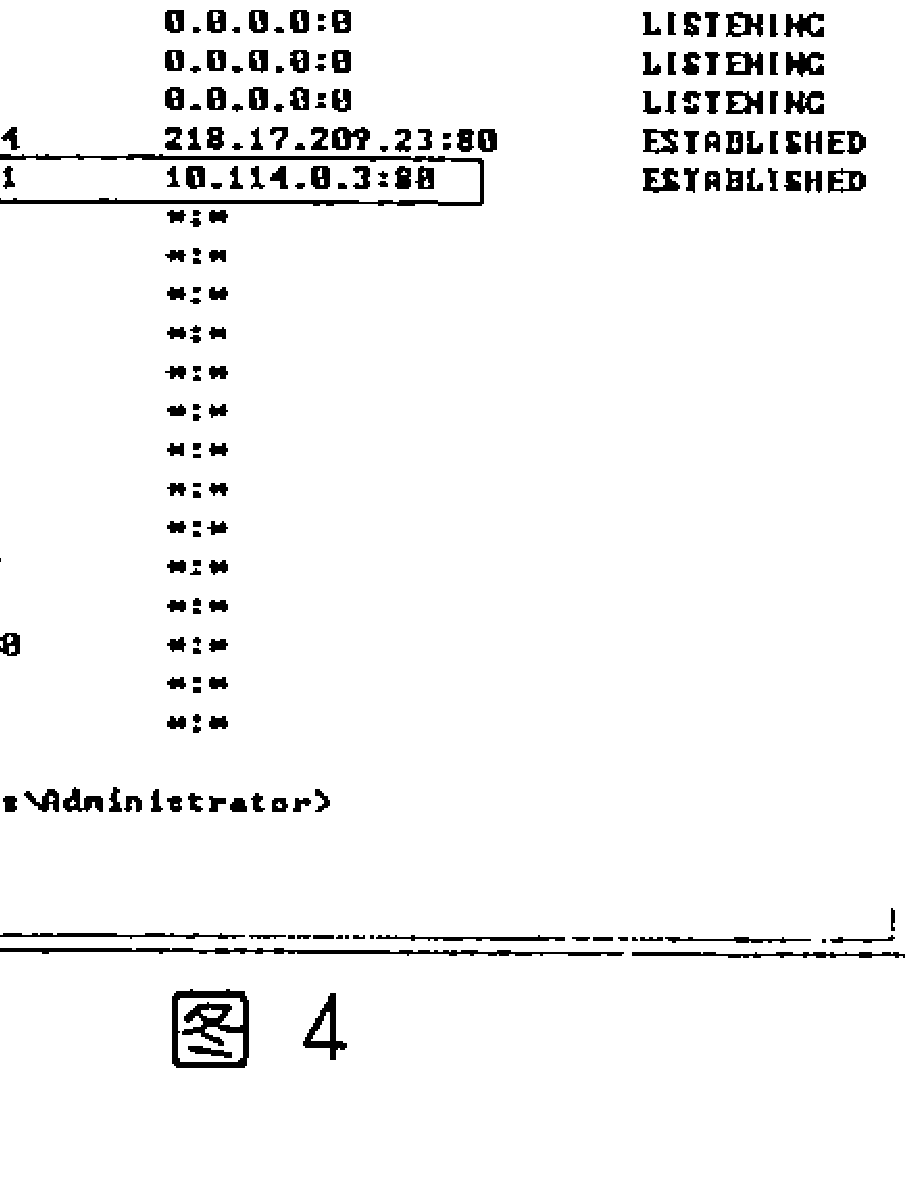 0.0.0.0:0 LISTENING
0.0.0.0:0 LISTENING
0.0.0.0:0 LISTENING
4 218.17.209.23:80 ESTABLISHED
1 10.114.0.3:80 ESTABLISHED
*:*
*:*
*:*
*:*
*:*
*:*
*:*
*:*
*:*
*:*
*:*
0 *:*
*:*
*:*
s\Administrator>
图 4